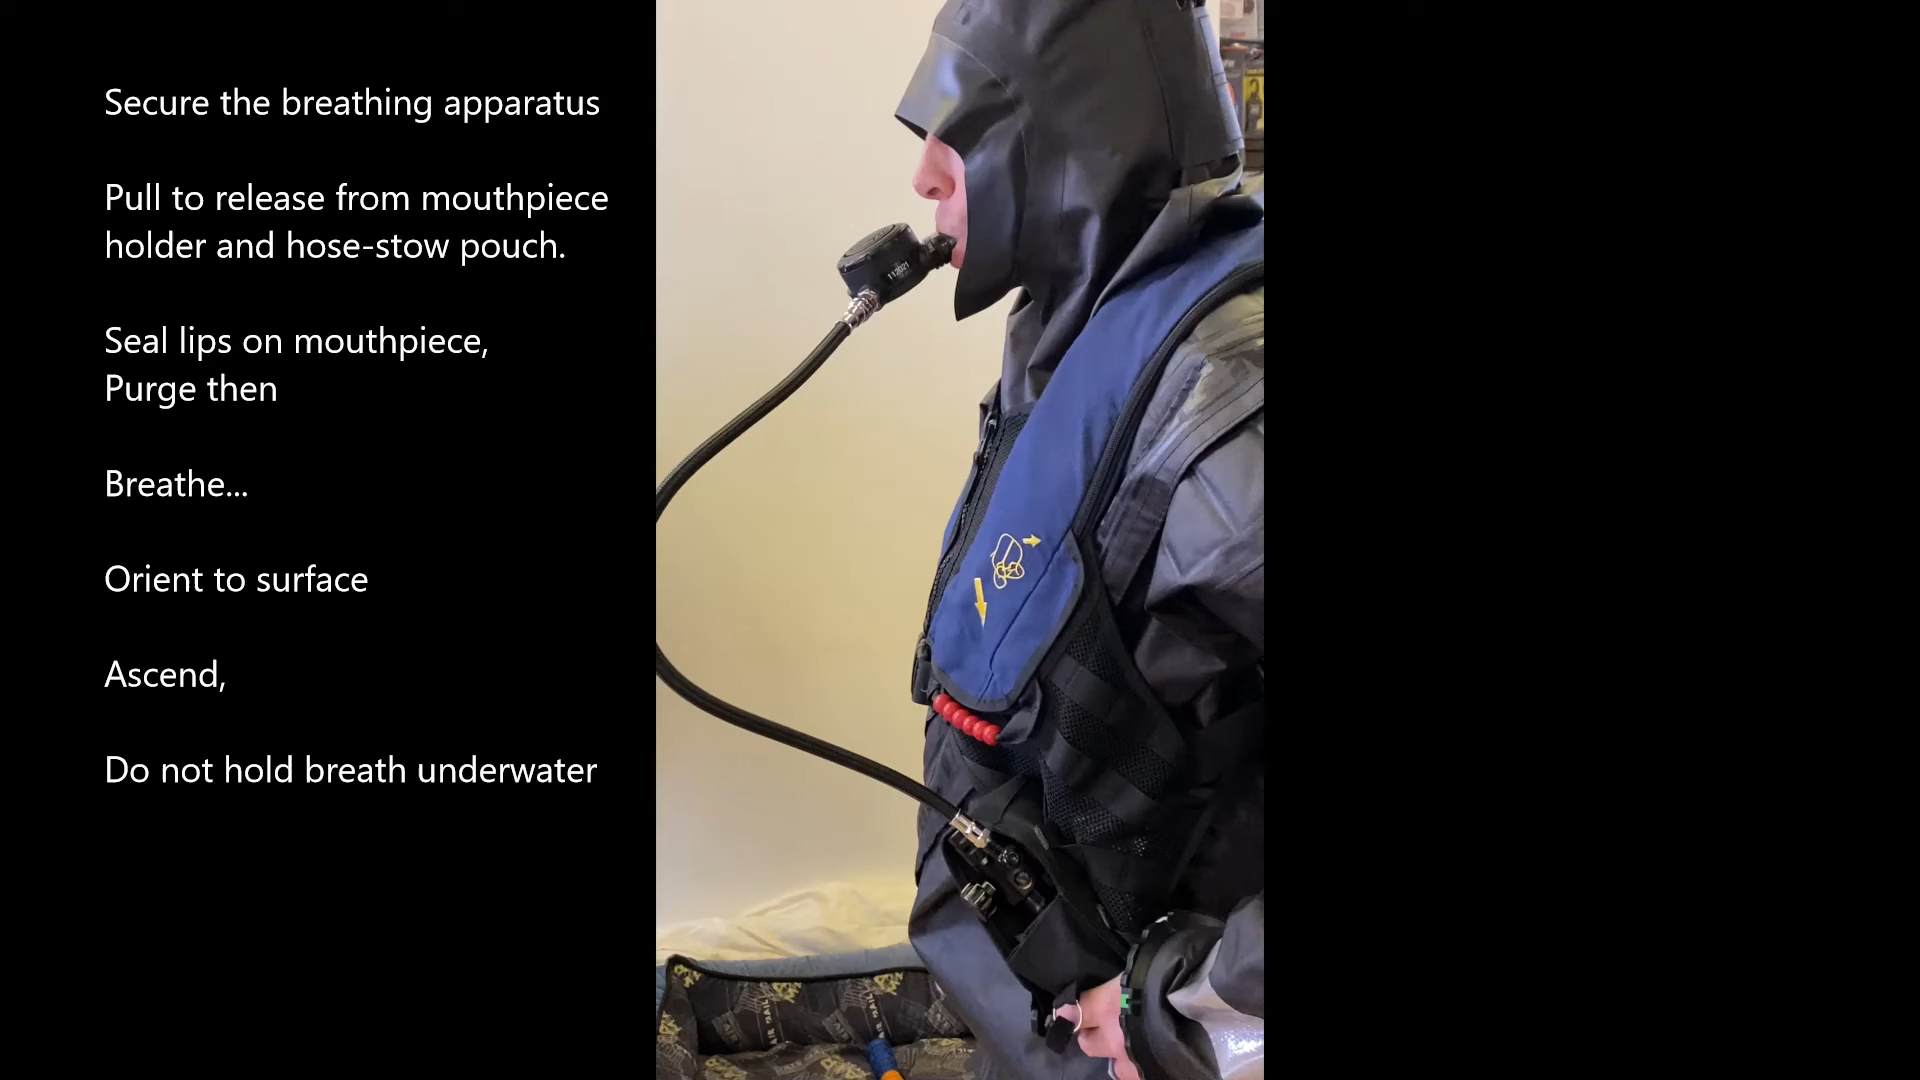 Secure the breathing apparatus
Pull to release from mouthpiece
holder and hose-stow pouch.
Seal lips on mouthpiece,
Purge then
Breathe...
Orient to surface
Ascend,
Do not hold breath underwater
112021